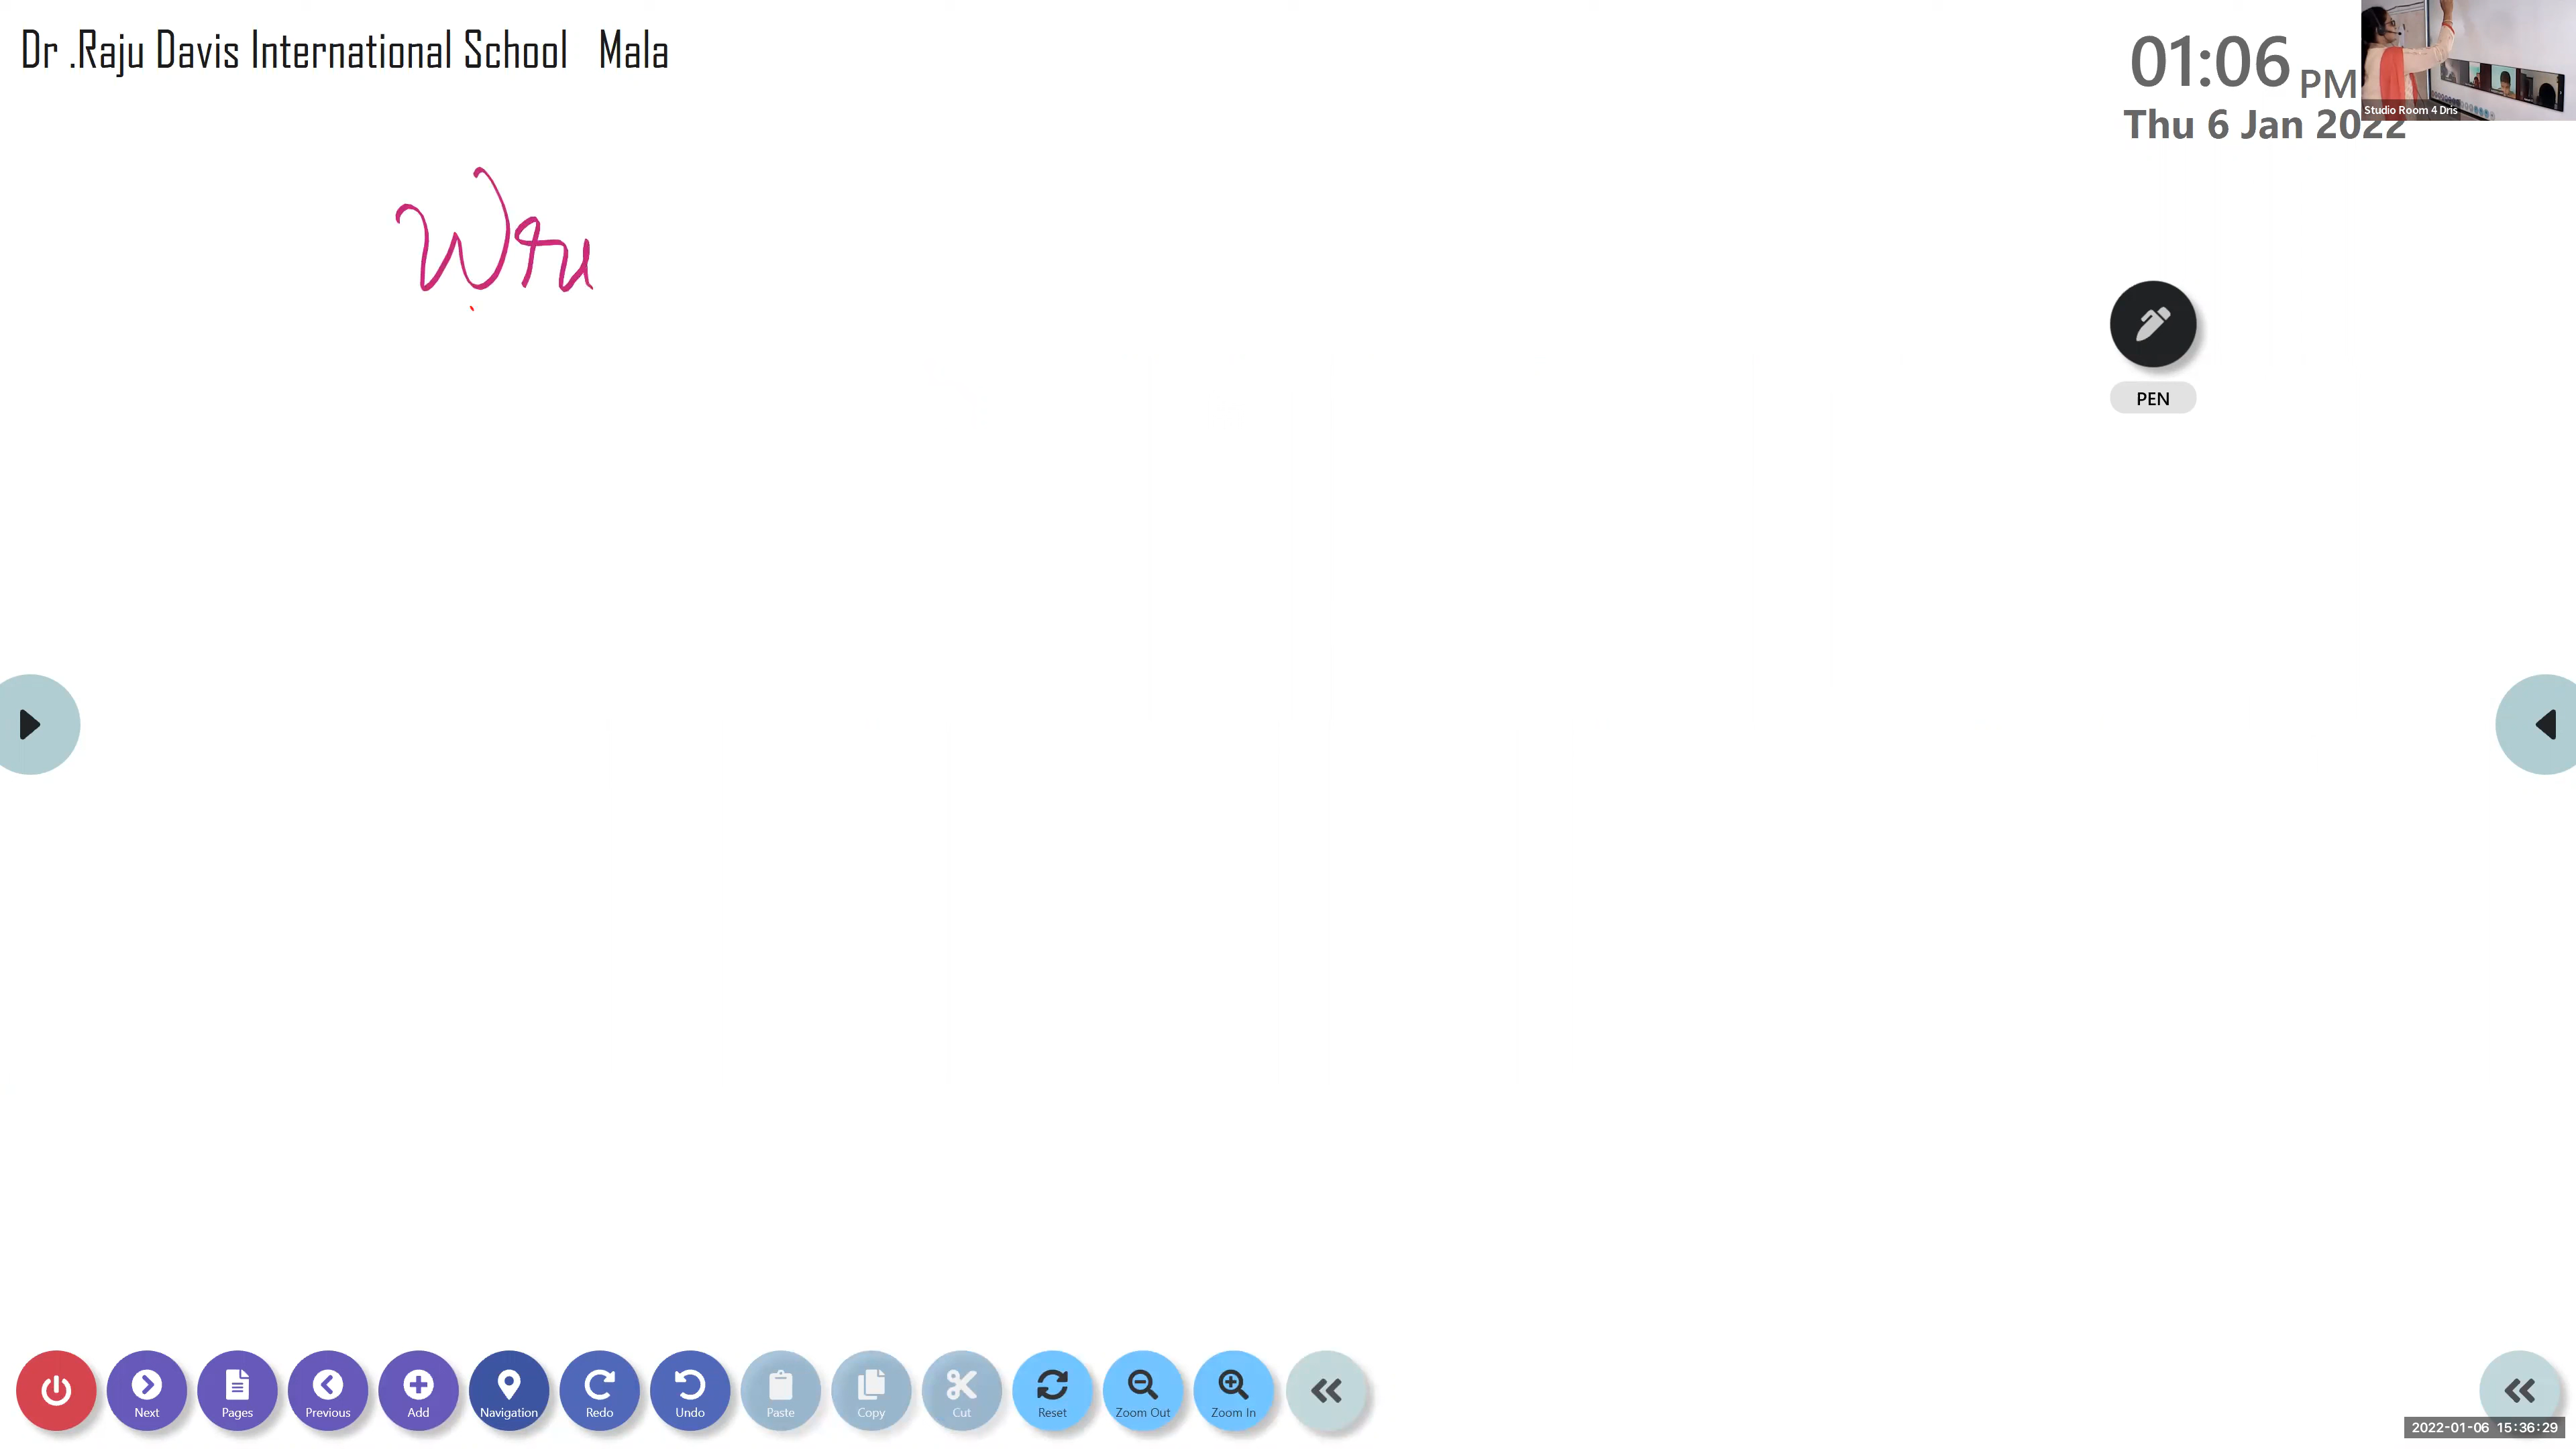 Dr .Raju Davis International School Mala
01:06 PM
Thu 6 Jan 2022
Studio Room 4 Dris
Wri
PEN
Next Pages Previous Add Navigation Redo Undo Paste Copy Cut Reset Zoom Out Zoom In
2022-01-06 15:36:29